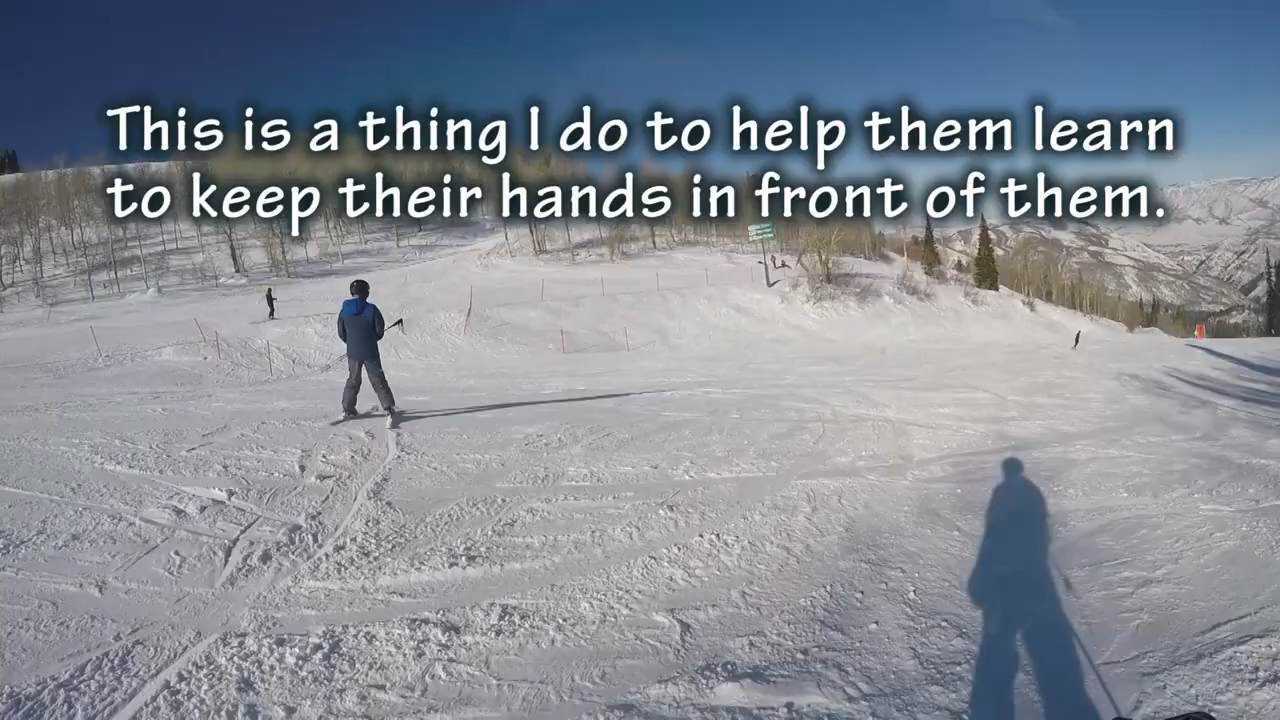 This is a thing I do to help them learn
to keep their hands in front of them.